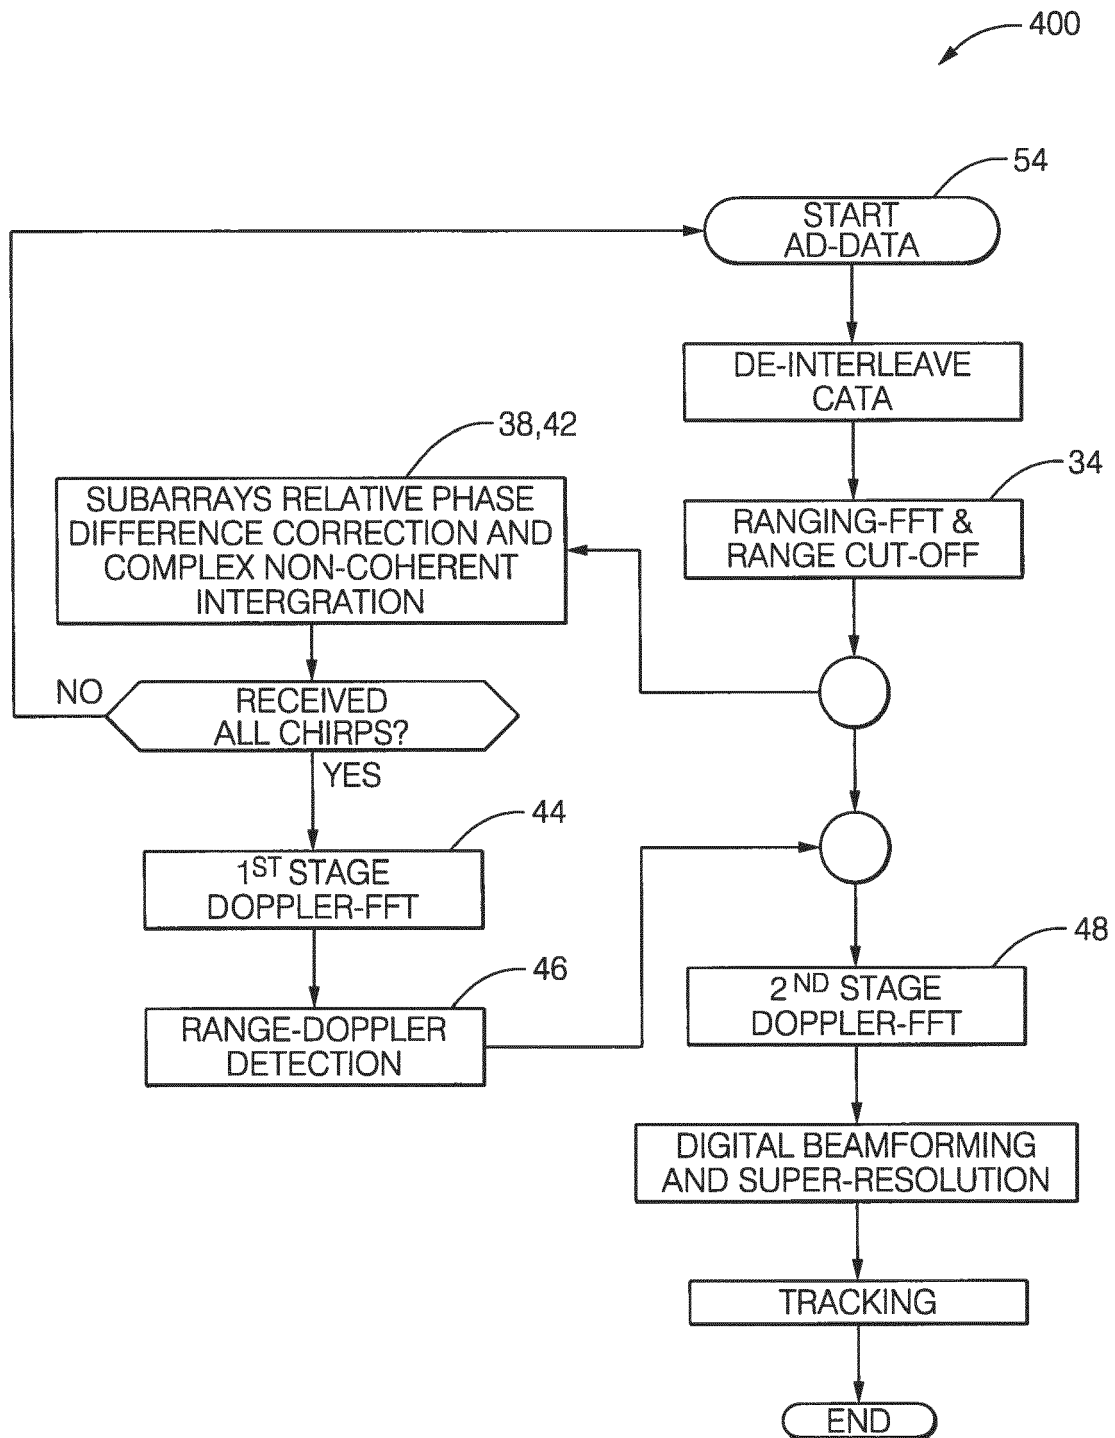 400
54
START
AD-DATA
DE-INTERLEAVE
CATA
38,42
34
SUBARRAYS RELATIVE PHASE
DIFFERENCE CORRECTION AND
COMPLEX NON-COHERENT
INTERGRATION
RANGING-FFT &
RANGE CUT-OFF
NO
RECEIVED
ALL CHIRPS?
YES
44
1ST STAGE
DOPPLER-FFT
48
46
2ND STAGE
DOPPLER-FFT
RANGE-DOPPLER
DETECTION
DIGITAL BEAMFORMING
AND SUPER-RESOLUTION
TRACKING
END